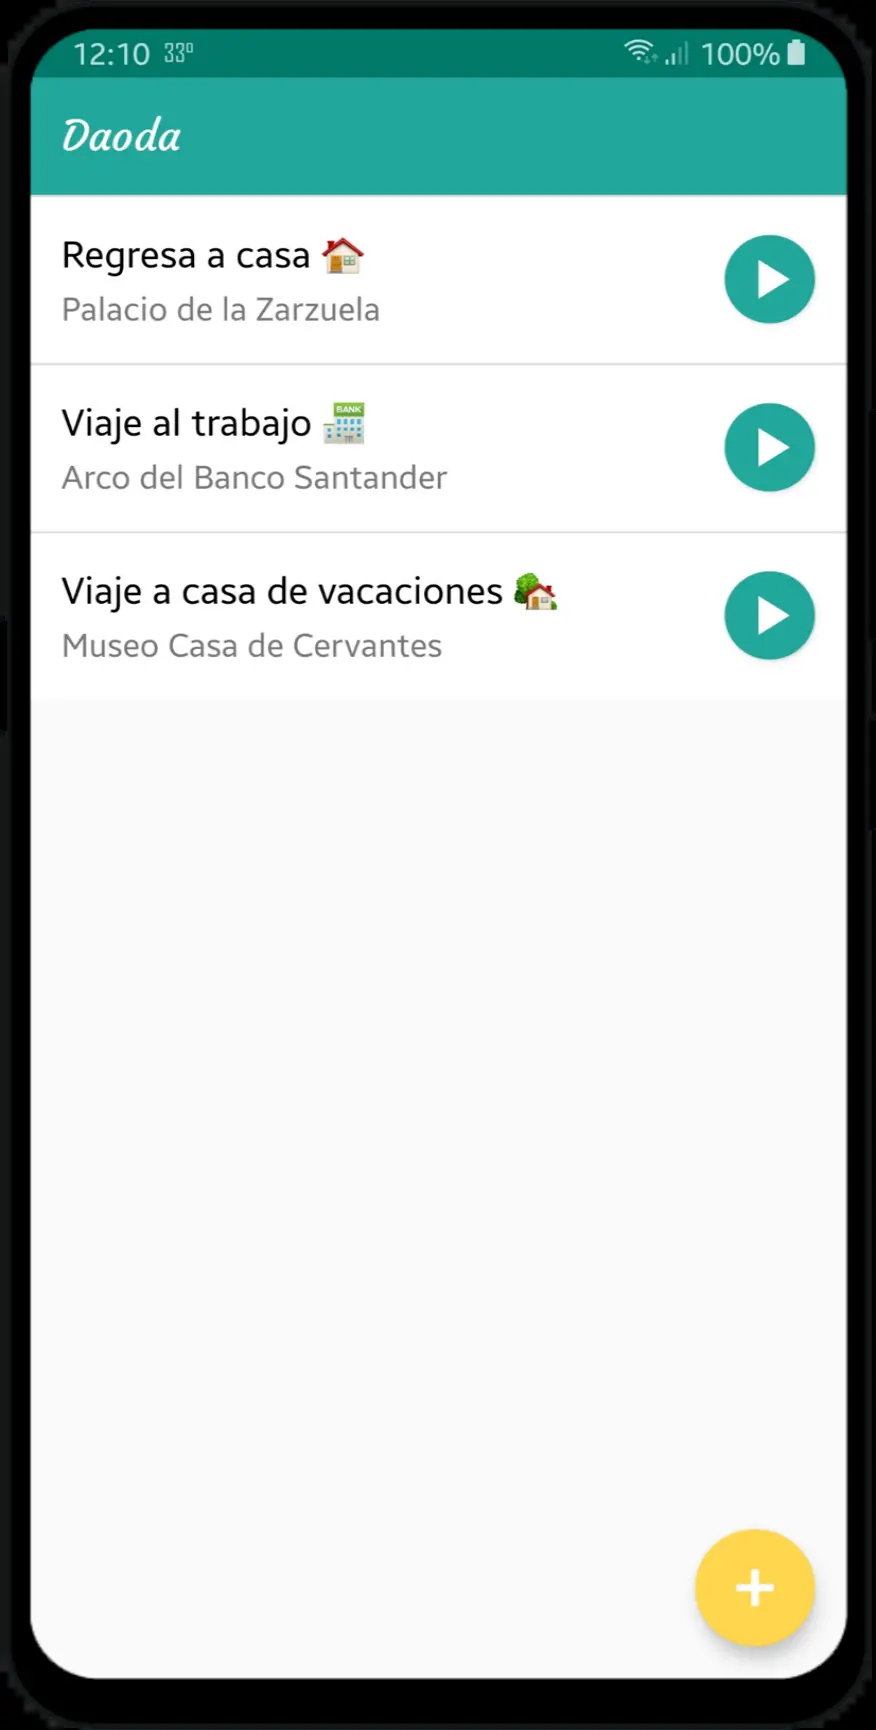 12:10 33° 100%
Daoda
Regresa a casa 🏠
Palacio de la Zarzuela
Viaje al trabajo 🏦
BANK
Arco del Banco Santander
Viaje a casa de vacaciones 🏡
Museo Casa de Cervantes
+